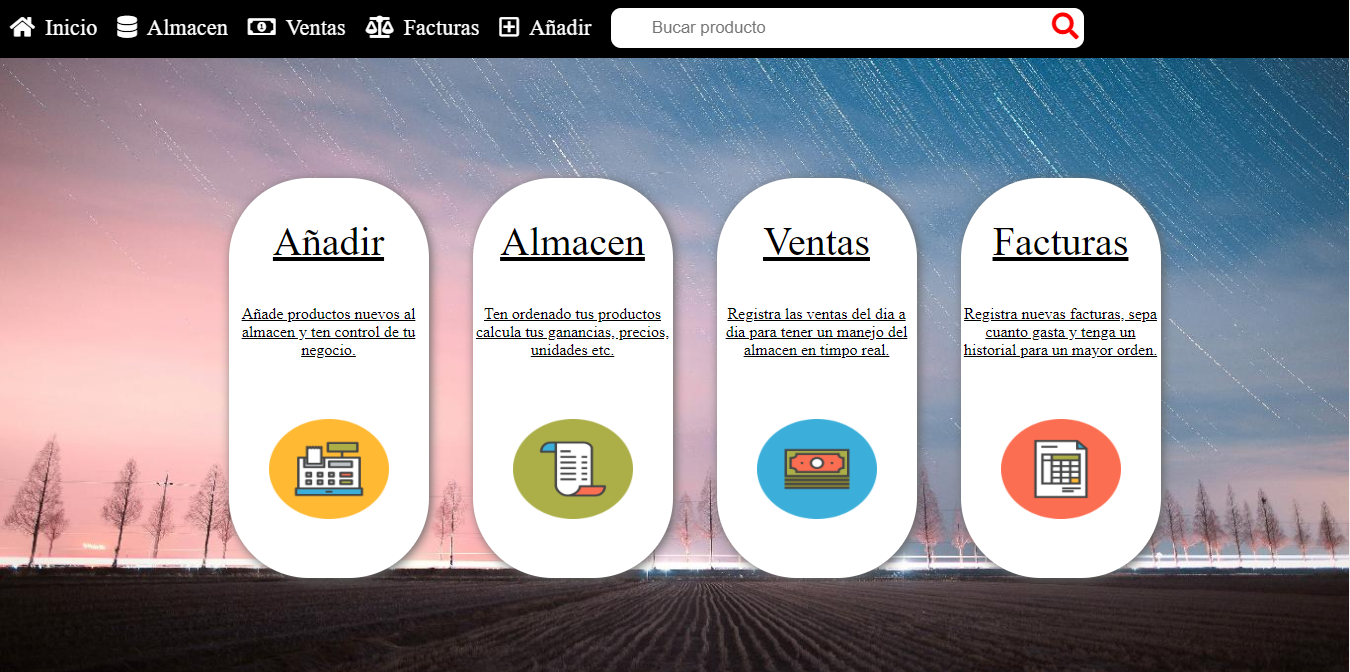 Inicio Almacen Ventas Facturas Añadir Bucar producto
Añadir
Añade productos nuevos al
almacen y ten control de tu
negocio.
Almacen
Ten ordenado tus productos
calcula tus ganancias, precios,
unidades etc.
Ventas
Registra las ventas del dia a
dia para tener un manejo del
almacen en timpo real.
Facturas
Registra nuevas facturas, sepa
cuanto gasta y tenga un
historial para un mayor orden.